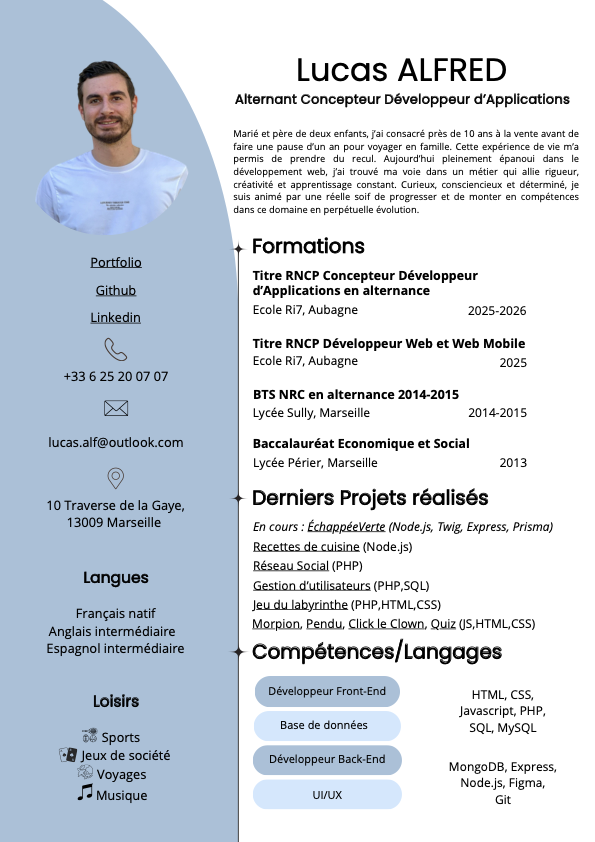 Lucas ALFRED
Alternant Concepteur Développeur d’Applications
Marié et père de deux enfants, j’ai consacré près de 10 ans à la vente avant de
faire une pause d’un an pour voyager en famille. Cette expérience de vie m’a
permis de prendre du recul. Aujourd’hui pleinement épanoui dans le
développement web, j’ai trouvé ma voie dans un métier qui allie rigueur,
créativité et apprentissage constant. Curieux, consciencieux et déterminé, je
suis animé par une réelle soif de progresser et de monter en compétences
dans ce domaine en perpétuelle évolution.
Portfolio
Github
Linkedin
+33 6 25 20 07 07
lucas.alf@outlook.com
10 Traverse de la Gaye,
13009 Marseille
Langues
Français natif
Anglais intermédiaire
Espagnol intermédiaire
Loisirs
Sports
Jeux de société
Voyages
Musique
Formations
Titre RNCP Concepteur Développeur
d’Applications en alternance
Ecole Ri7, Aubagne 2025-2026
Titre RNCP Développeur Web et Web Mobile
Ecole Ri7, Aubagne 2025
BTS NRC en alternance 2014-2015
Lycée Sully, Marseille 2014-2015
Baccalauréat Economique et Social
Lycée Périer, Marseille 2013
Derniers Projets réalisés
En cours : ÉchappéeVerte (Node.js, Twig, Express, Prisma)
Recettes de cuisine (Node.js)
Réseau Social (PHP)
Gestion d’utilisateurs (PHP,SQL)
Jeu du labyrinthe (PHP,HTML,CSS)
Morpion, Pendu, Click le Clown, Quiz (JS,HTML,CSS)
Compétences/Langages
Développeur Front-End
Base de données
Développeur Back-End
UI/UX
HTML, CSS,
Javascript, PHP,
SQL, MySQL
MongoDB, Express,
Node.js, Figma,
Git